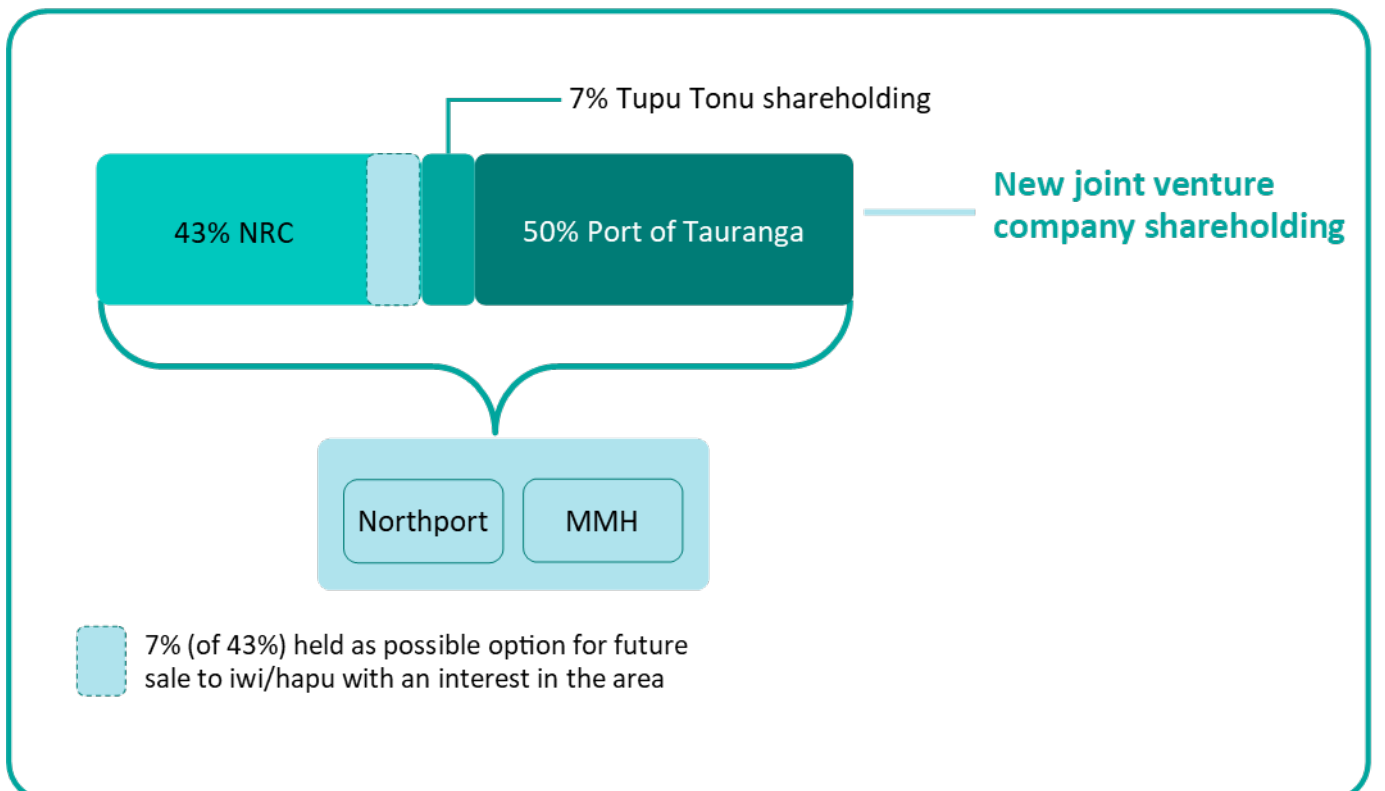 7% Tupu Tonu shareholding
43% NRC
50% Port of Tauranga
New joint venture
company shareholding
Northport
MMH
7% (of 43%) held as possible option for future
sale to iwi/hapu with an interest in the area